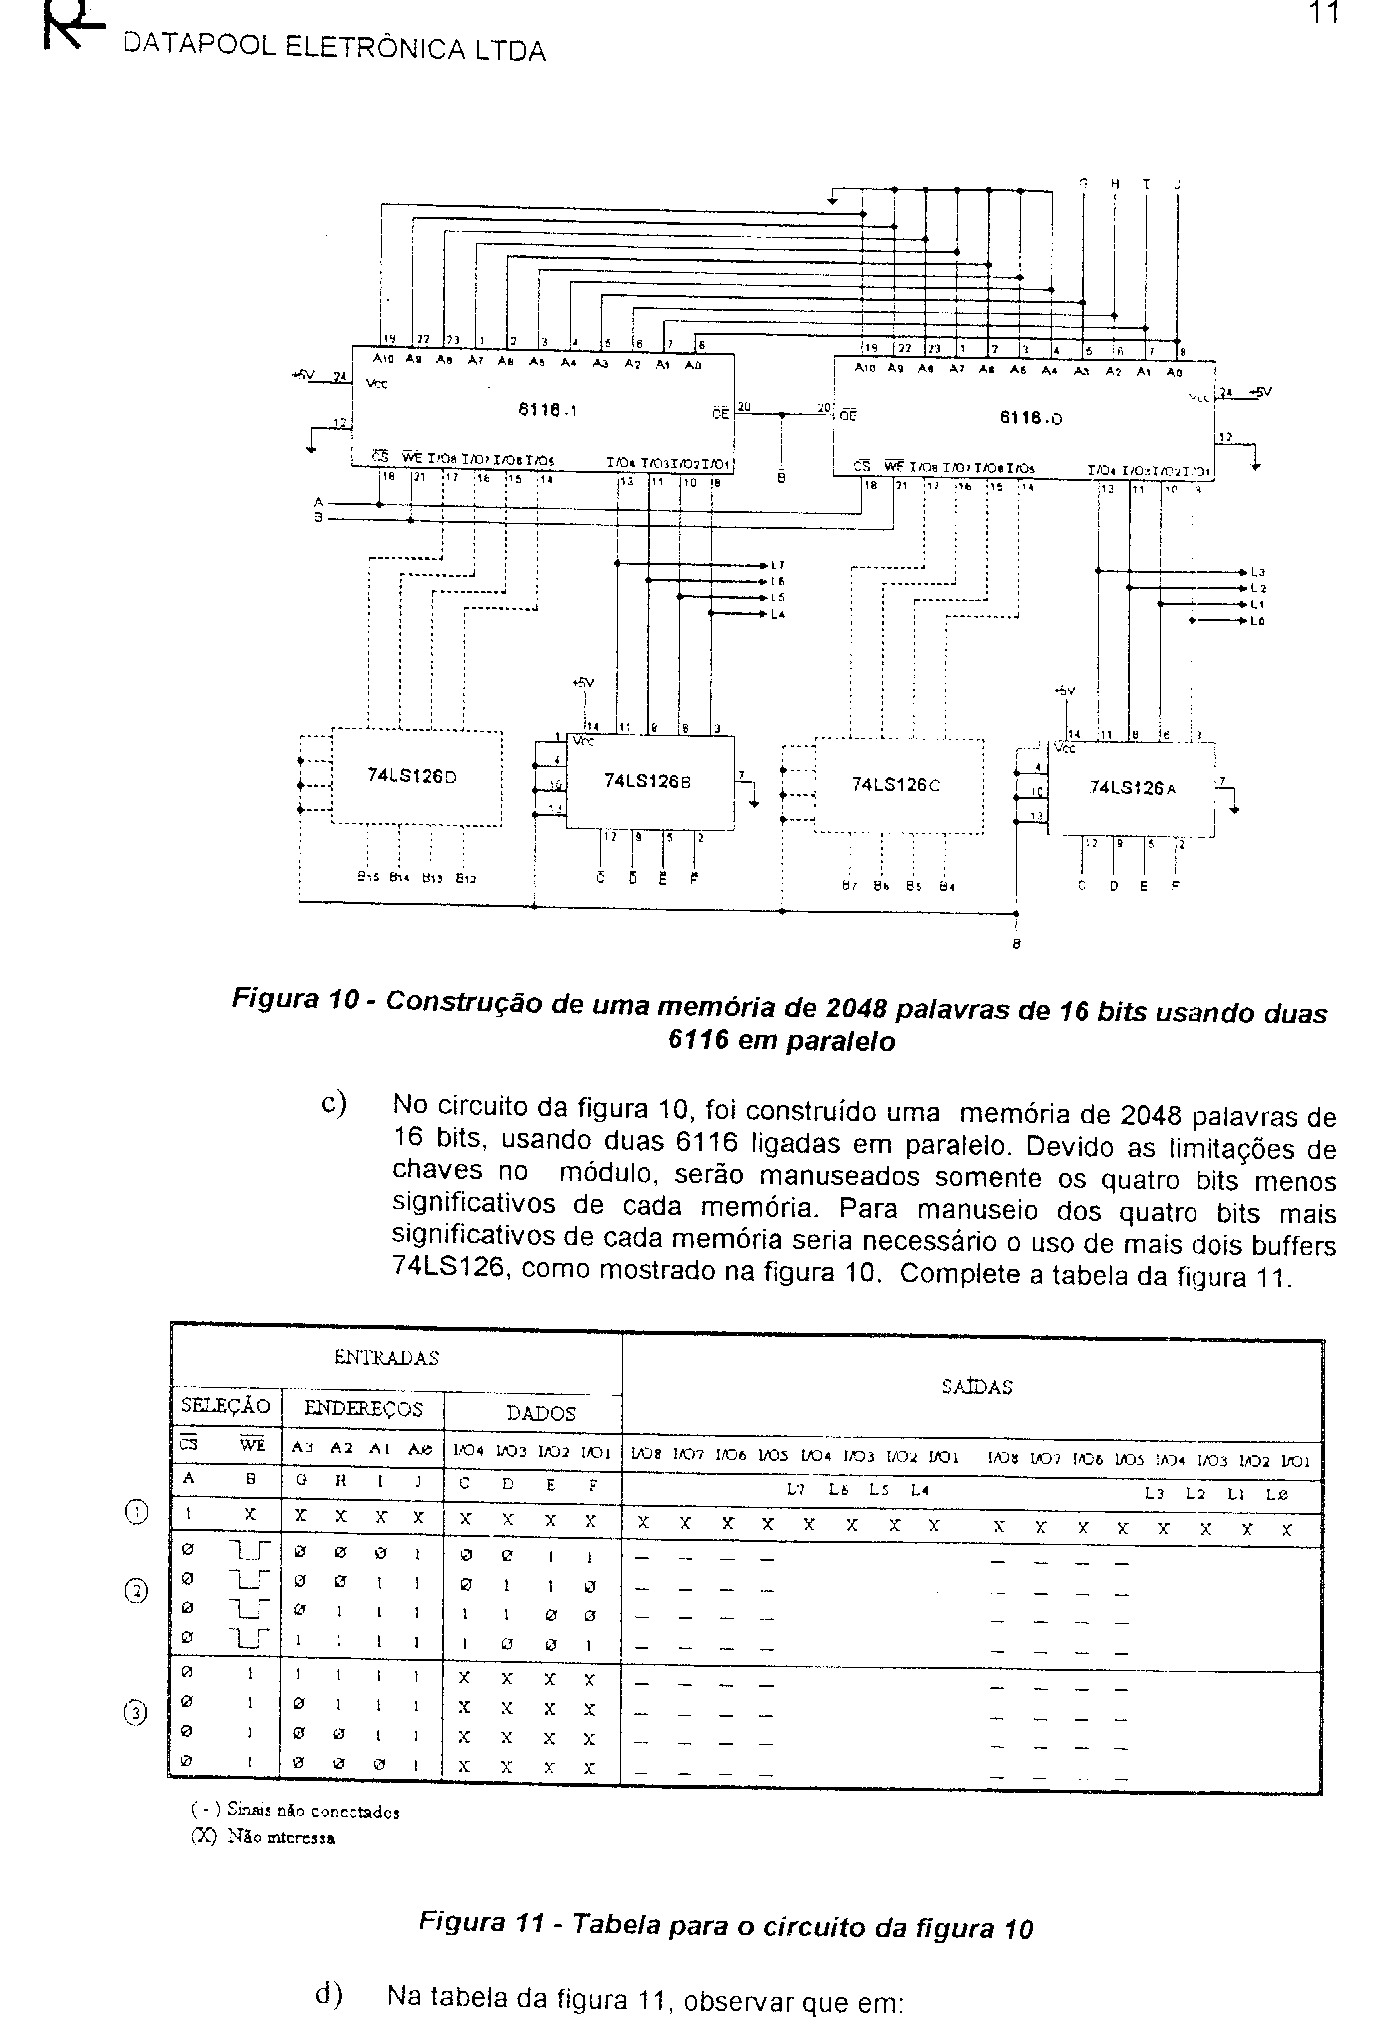 11
DATAPOOL ELETRÔNICA LTDA
G H I J
19 22 23 1 2 3 4 5 6 7 8
A10 A9 A8 A7 A6 A5 A4 A3 A2 A1 A0
+5V 24 Vcc
6116.1
OE 20
12
CS WE I/O8 I/O7 I/O6 I/O5 I/O4 I/O3 I/O2 I/O1
18 21 17 16 15 14 13 11 10 9
19 22 23 1 2 3 4 5 6 7 8
A10 A9 A8 A7 A6 A5 A4 A3 A2 A1 A0
Vcc 24 +5V
20 OE
6116.0
12
CS WE I/O8 I/O7 I/O6 I/O5 I/O4 I/O3 I/O2 I/O1
18 21 17 16 15 14 13 11 10 9
B
A
B
L7
L6
L5
L4
L3
L2
L1
L0
+5V
14 11 8 6 3
Vcc
1
4
10
13
74LS126D
74LS126B
7
12 9 5 2
B15 B14 B13 B12
C D E F
+5V
14 11 8 6 3
Vcc
4
10
13
74LS126C
74LS126A
7
12 9 5 2
B7 B6 B5 B4
C D E F
B
Figura 10 - Construção de uma memória de 2048 palavras de 16 bits usando duas
6116 em paralelo
c) No circuito da figura 10, foi construído uma memória de 2048 palavras de
16 bits, usando duas 6116 ligadas em paralelo. Devido as limitações de
chaves no módulo, serão manuseados somente os quatro bits menos
significativos de cada memória. Para manuseio dos quatro bits mais
significativos de cada memória seria necessário o uso de mais dois buffers
74LS126, como mostrado na figura 10. Complete a tabela da figura 11.
ENTRADAS SAÍDAS
SELEÇÃO ENDEREÇOS DADOS
CS WE A3 A2 A1 A0 I/O4 I/O3 I/O2 I/O1 I/O8 I/O7 I/O6 I/O5 I/O4 I/O3 I/O2 I/O1 I/O8 I/O7 I/O6 I/O5 I/O4 I/O3 I/O2 I/O1
A B G H I J C D E F L7 L6 L5 L4 L3 L2 L1 L0
① 1 X X X X X X X X X X X X X X X X X X X X X X X X X
Ø Ø Ø Ø 1 Ø Ø 1 1 – – – – – – – –
② Ø Ø Ø 1 1 Ø 1 1 Ø – – – – – – – –
Ø Ø 1 1 1 1 1 Ø Ø – – – – – – – –
Ø 1 1 1 1 1 Ø Ø 1 – – – – – – – –
Ø 1 1 1 1 1 X X X X – – – – – – – –
③ Ø 1 Ø 1 1 1 X X X X – – – – – – – –
Ø 1 Ø Ø 1 1 X X X X – – – – – – – –
Ø 1 Ø Ø Ø 1 X X X X – – – – – – – –
( - ) Sinais não conectados
(X) Não interessa
Figura 11 - Tabela para o circuito da figura 10
d) Na tabela da figura 11, observar que em: